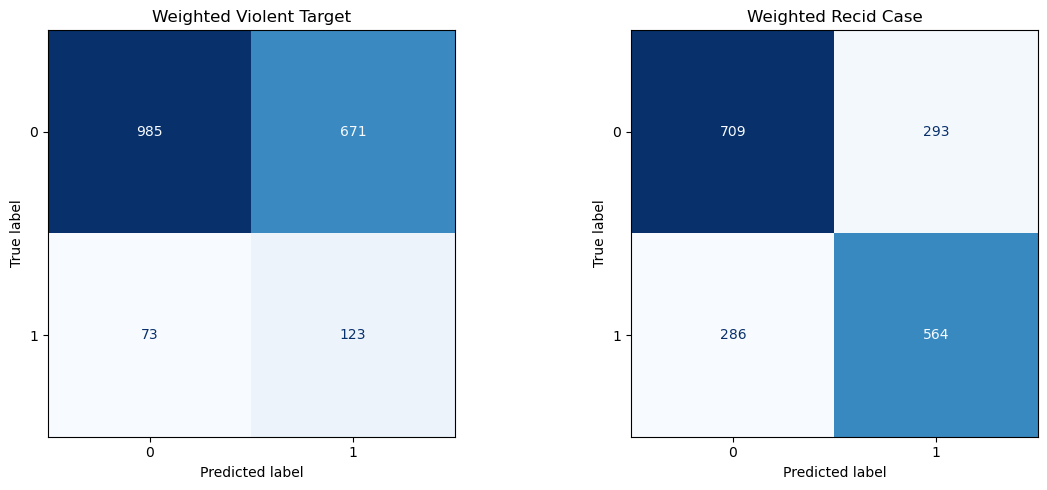 Weighted Violent Target
True label
0
985
671
1
73
123
0
1
Predicted label
Weighted Recid Case
True label
0
709
293
1
286
564
0
1
Predicted label